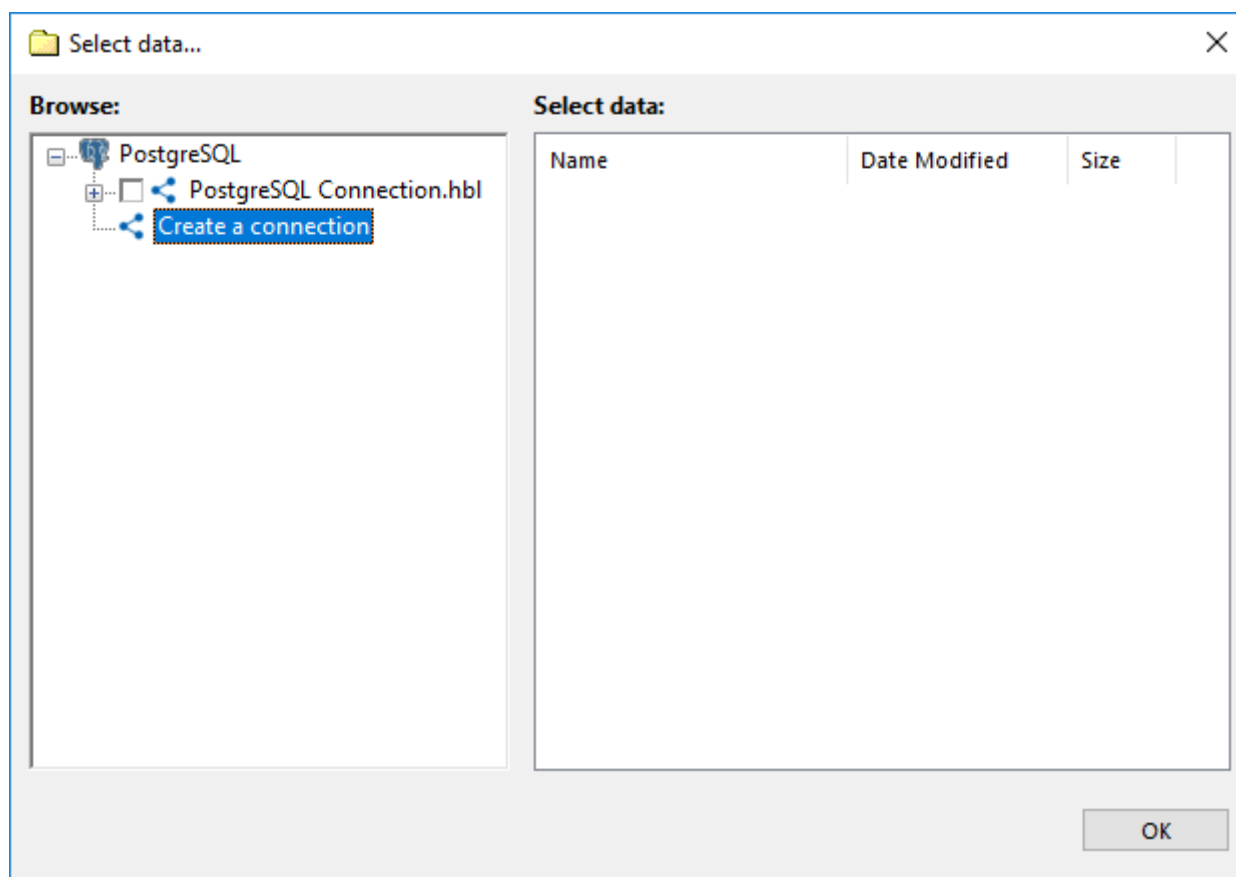 Select data...
Browse:
Select data:
PostgreSQL
PostgreSQL Connection.hbl
Create a connection
Name Date Modified Size
OK